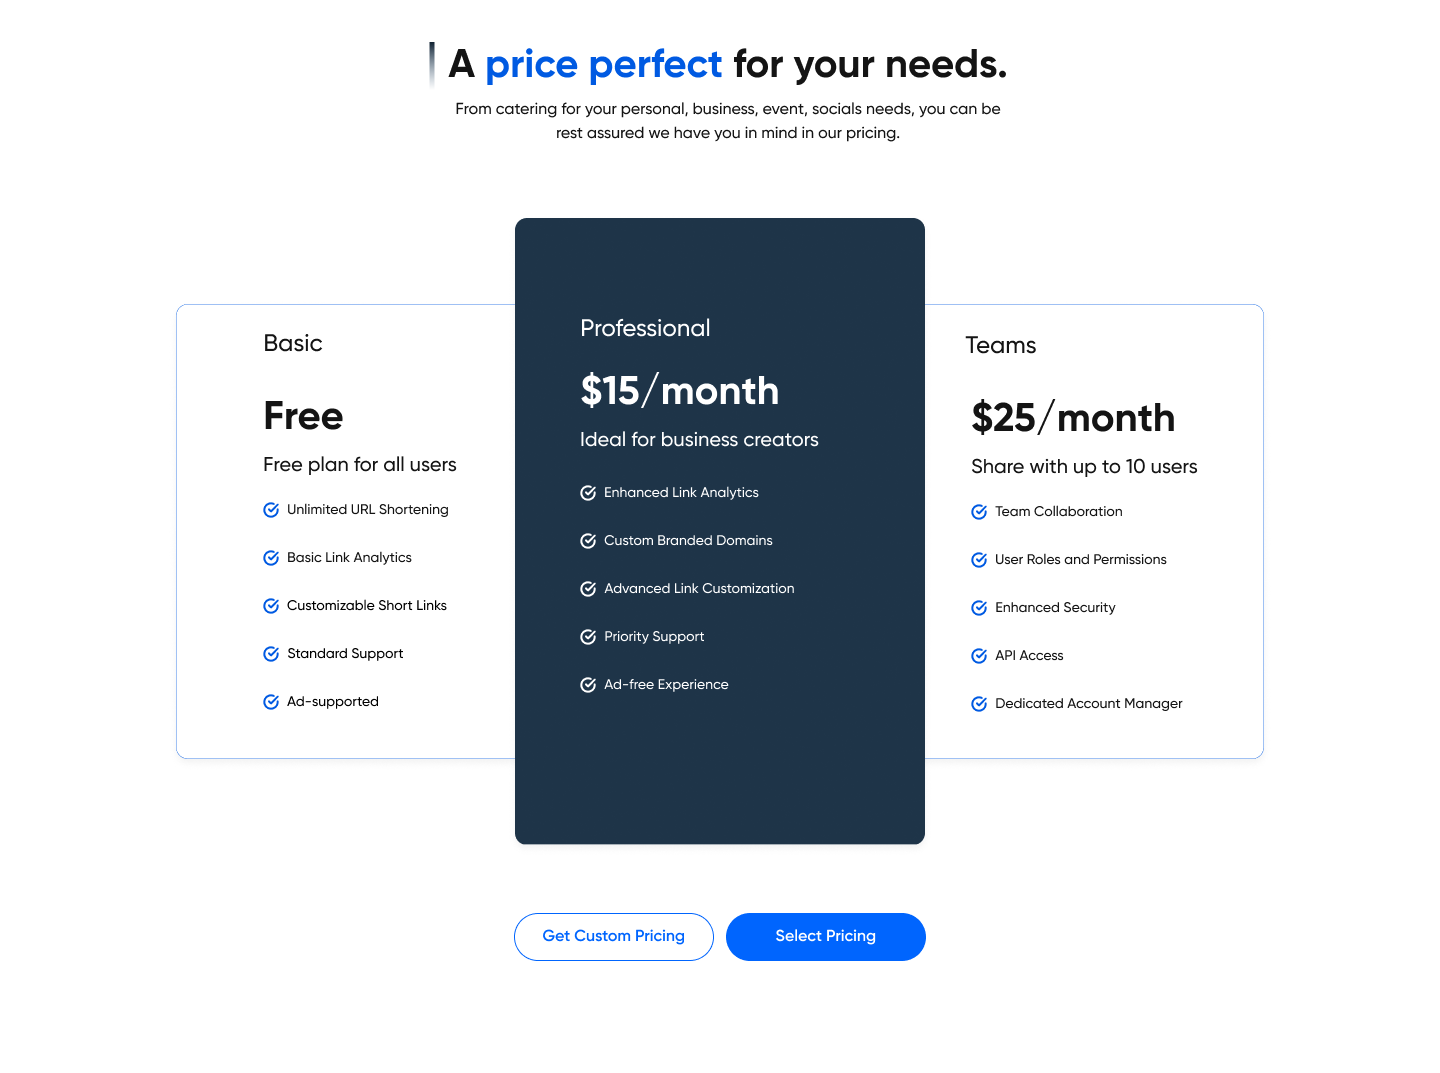 A price perfect for your needs.
From catering for your personal, business, event, socials needs, you can be
rest assured we have you in mind in our pricing.
Basic
Free
Free plan for all users
Unlimited URL Shortening
Basic Link Analytics
Customizable Short Links
Standard Support
Ad-supported
Professional
$15/month
Ideal for business creators
Enhanced Link Analytics
Custom Branded Domains
Advanced Link Customization
Priority Support
Ad-free Experience
Teams
$25/month
Share with up to 10 users
Team Collaboration
User Roles and Permissions
Enhanced Security
API Access
Dedicated Account Manager
Get Custom Pricing
Select Pricing